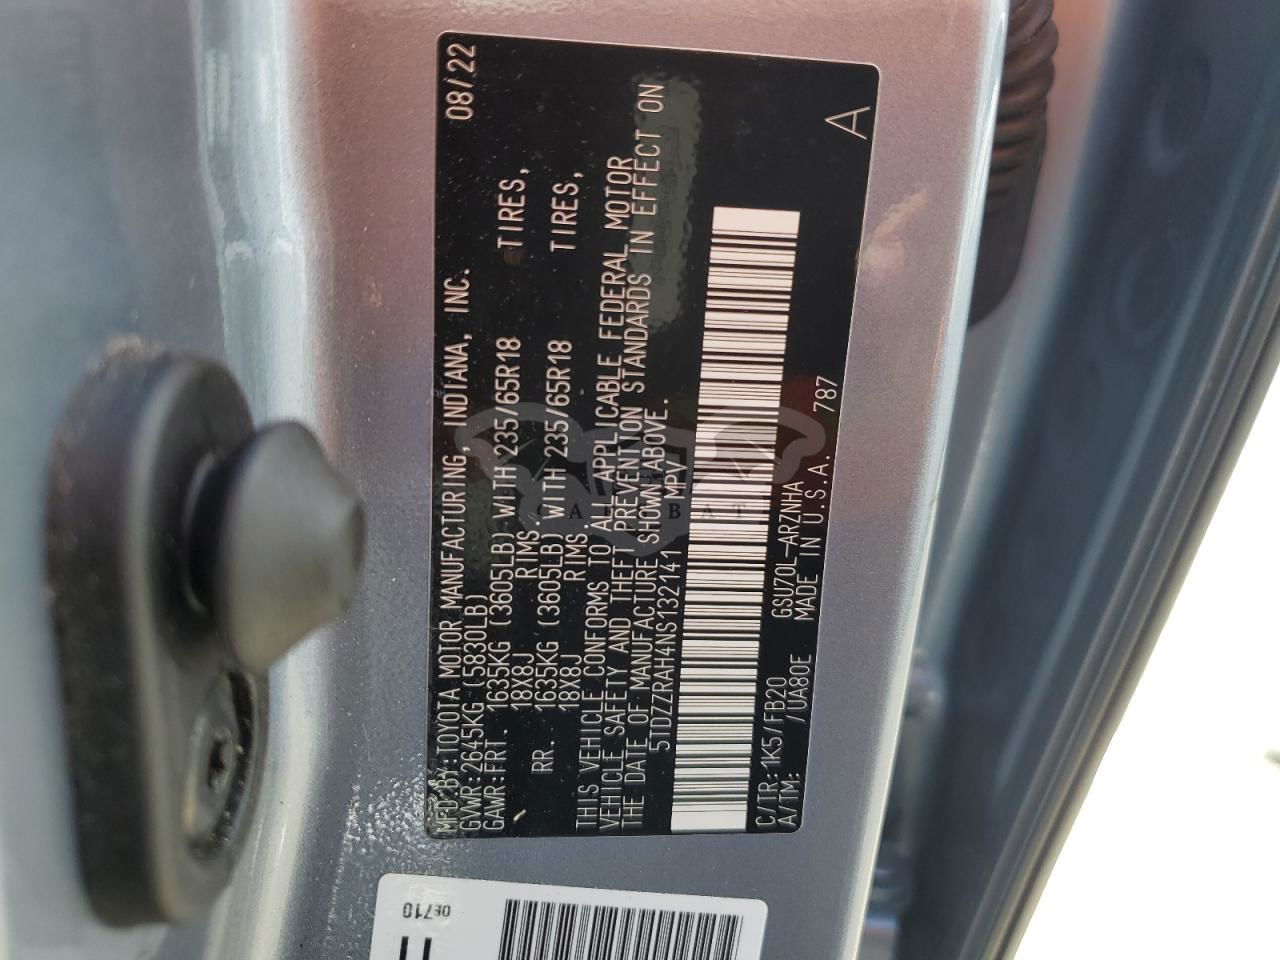 MFD.BY:TOYOTA MOTOR MANUFACTURING, INDIANA, INC. 08/22
GVWR:2645KG (5830LB)
GAWR:FRT. 1635KG (3605LB) WITH 235/65R18 TIRES,
18X8J RIMS.
RR. 1635KG (3605LB) WITH 235/65R18 TIRES,
18X8J RIMS.
THIS VEHICLE CONFORMS TO ALL APPLICABLE FEDERAL MOTOR
VEHICLE SAFETY AND THEFT PREVENTION STANDARDS IN EFFECT ON
THE DATE OF MANUFACTURE SHOWN ABOVE.
5TDZZRAH4NS132141 MPV
C/TR:1K5/FB20 GSU70L-ARZNHA 787
A/TM: /UA80E MADE IN U.S.A.
A
0E710